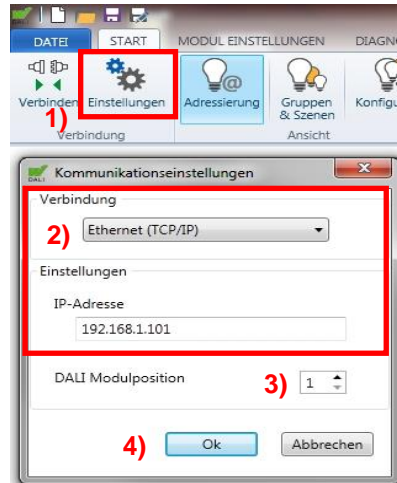 DATEI START MODUL EINSTELLUNGEN DIAGN
Verbinden Einstellungen Adressierung Gruppen & Szenen Konfigu
1)
Verbindung Ansicht
DALI Kommunikationseinstellungen
Verbindung
2) Ethernet (TCP/IP)
Einstellungen
IP-Adresse
192.168.1.101
DALI Modulposition 3) 1
4) Ok Abbrechen